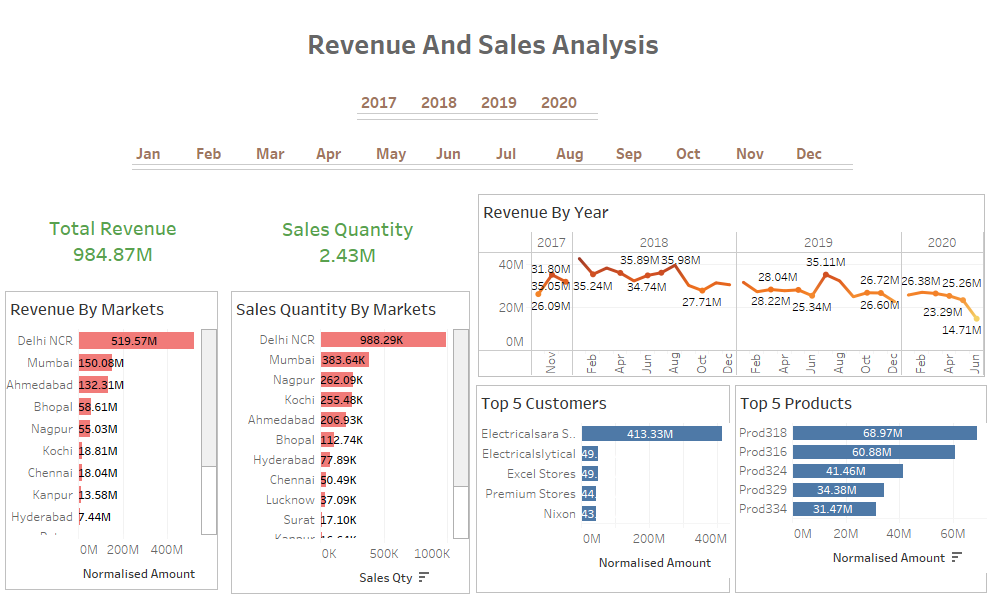 Revenue And Sales Analysis
2017 2018 2019 2020
Jan Feb Mar Apr May Jun Jul Aug Sep Oct Nov Dec
Total Revenue
984.87M
Sales Quantity
2.43M
Revenue By Year
2017 2018 2019 2020
40M
20M
0M
31.80M
35.05M
26.09M
35.24M
35.89M
34.74M
35.98M
27.71M
28.22M
28.04M
25.34M
35.11M
26.72M
26.60M
26.38M
23.29M
25.26M
14.71M
Nov Feb Apr Jun Aug Oct Dec Feb Apr Jun Aug Oct Dec Feb Apr Jun
Revenue By Markets
Delhi NCR 519.57M
Mumbai 150.08M
Ahmedabad 132.31M
Bhopal 58.61M
Nagpur 55.03M
Kochi 18.81M
Chennai 18.04M
Kanpur 13.58M
Hyderabad 7.44M
0M 200M 400M
Normalised Amount
Sales Quantity By Markets
Delhi NCR 988.29K
Mumbai 383.64K
Nagpur 262.09K
Kochi 255.48K
Ahmedabad 206.93K
Bhopal 112.74K
Hyderabad 77.89K
Chennai 50.49K
Lucknow 37.09K
Surat 17.10K
Kanpur 16.64K
0K 500K 1000K
Sales Qty
Top 5 Customers
Electricalsara S.. 413.33M
Electricalslytical 49.
Excel Stores 49.
Premium Stores 44.
Nixon 43.
0M 200M 400M
Normalised Amount
Top 5 Products
Prod318 68.97M
Prod316 60.88M
Prod324 41.46M
Prod329 34.38M
Prod334 31.47M
0M 20M 40M 60M
Normalised Amount